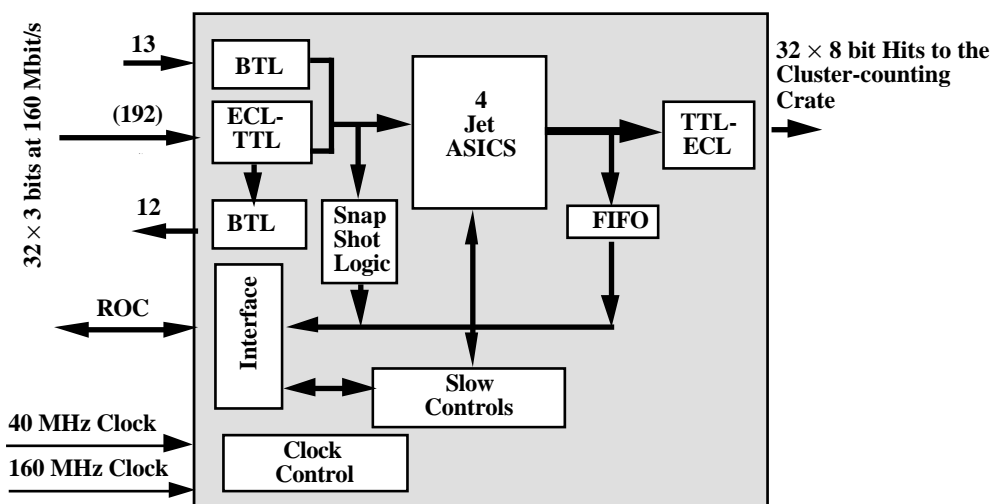 32 × 3 bits at 160 Mbit/s
13
(192)
12
ROC
40 MHz Clock
160 MHz Clock
BTL
ECL-
TTL
BTL
Snap
Shot
Logic
4
Jet
ASICS
TTL-
ECL
FIFO
Interface
Slow
Controls
Clock
Control
32 × 8 bit Hits to the
Cluster-counting
Crate